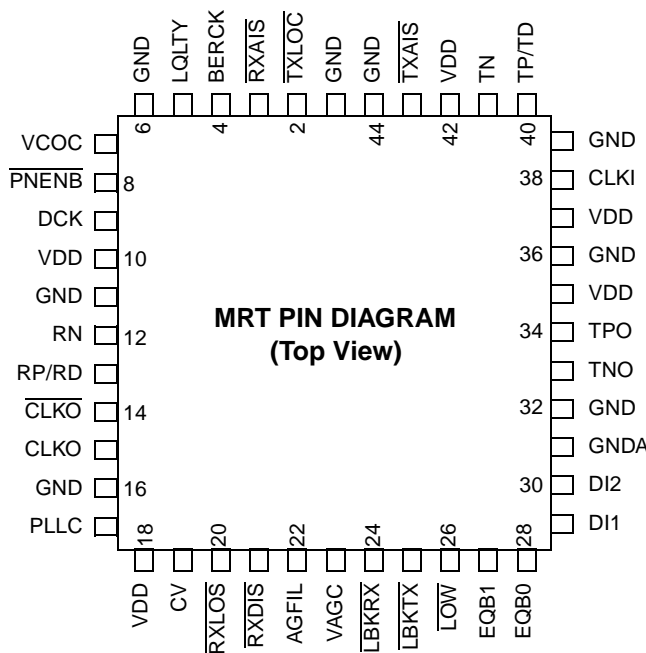 GND LQLTY BERCK RXAIS TXLOC GND GND TXAIS VDD TN TP/TD
6 4 2 44 42 40
VCOC
PNENB 8
DCK
VDD 10
GND
RN 12
RP/RD
CLKO 14
CLKO
GND 16
PLLC
MRT PIN DIAGRAM
(Top View)
GND
38 CLKI
VDD
36 GND
VDD
34 TPO
TNO
32 GND
GNDA
30 DI2
DI1
18 20 22 24 26 28
VDD CV RXLOS RXDIS AGFIL VAGC LBKRX LBKTX LOW EQB1 EQB0